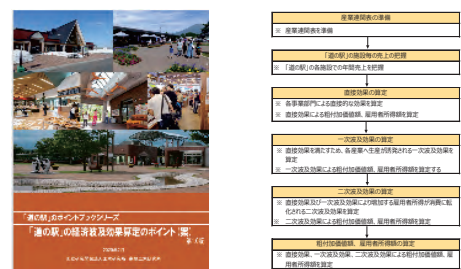 「道の駅」のポイントブックシリーズ
「道の駅」の経済波及効果算定のポイント【案】
産業連関表の準備
※ 産業連関表を準備
「道の駅」の施設毎の売上の把握
※ 「道の駅」の各施設での年間売上を把握
直接効果の算定
※ 各事業部門による直接的な効果を算定
※ 直接効果による粗付加価値額、雇用者所得額を算定
一次波及効果の算定
※ 直接効果を満たすため、各産業へ生産が誘発される一次波及効果を
算定
※ 一次波及効果による粗付加価値額、雇用者所得額を算定する
二次波及効果の算定
※ 直接効果及び一次波及効果により増加する雇用者所得が消費に転
化される二次波及効果を算定
※ 二次波及効果による粗付加価値額、雇用者所得額を算定
粗付加価値額、雇用者所得額の算定
※ 直接効果、一次波及効果、二次波及効果による粗付加価値額、雇
用者所得額を算定